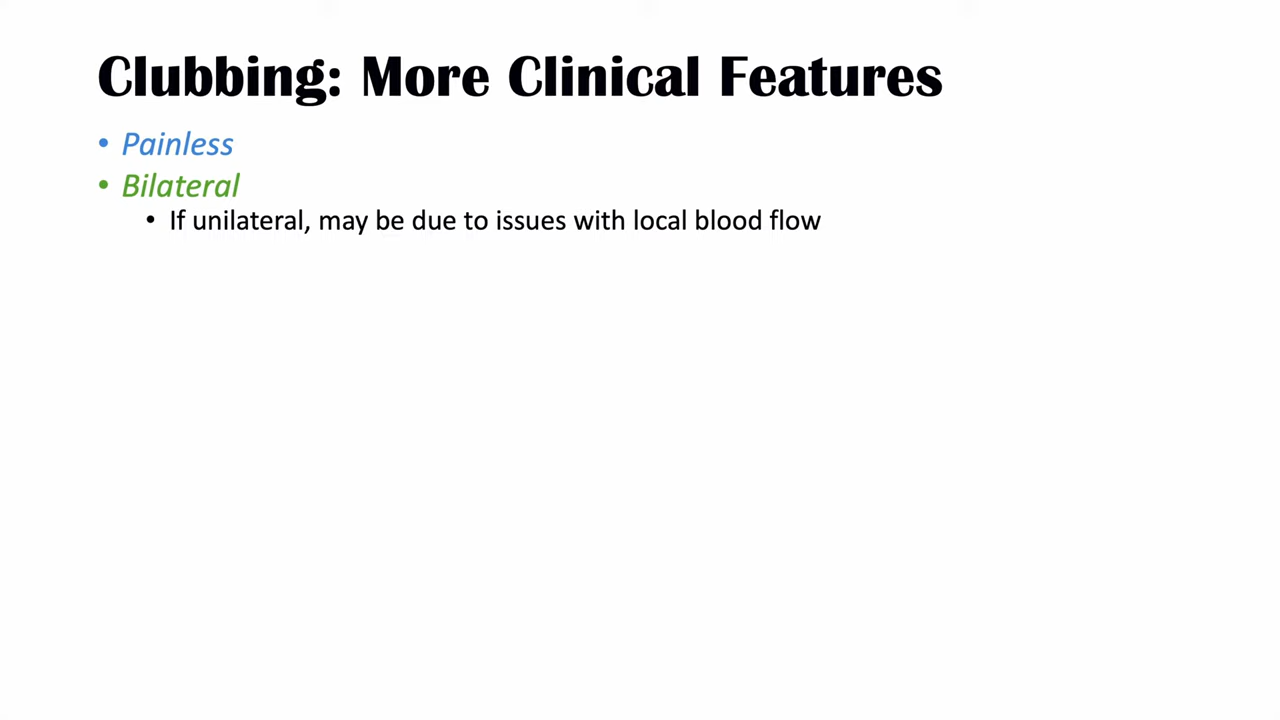 Clubbing: More Clinical Features
• Painless
• Bilateral
• If unilateral, may be due to issues with local blood flow